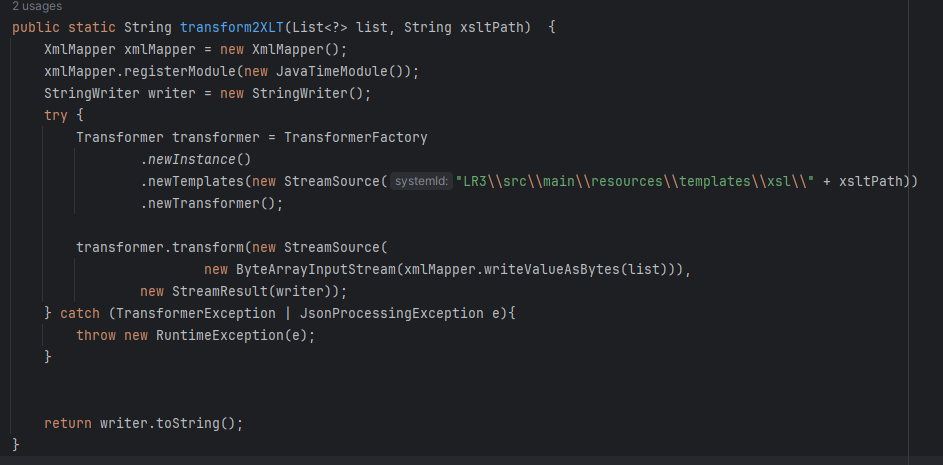 2 usages
public static String transform2XLT(List<?> list, String xsltPath)  {
    XmlMapper xmlMapper = new XmlMapper();
    xmlMapper.registerModule(new JavaTimeModule());
    StringWriter writer = new StringWriter();
    try {
        Transformer transformer = TransformerFactory
                .newInstance()
                .newTemplates(new StreamSource( systemId: "LR3\\src\\main\\resources\\templates\\xsl\\" + xsltPath))
                .newTransformer();
        transformer.transform(new StreamSource(
                        new ByteArrayInputStream(xmlMapper.writeValueAsBytes(list))),
                new StreamResult(writer));
    } catch (TransformerException | JsonProcessingException e){
        throw new RuntimeException(e);
    }
    return writer.toString();
}